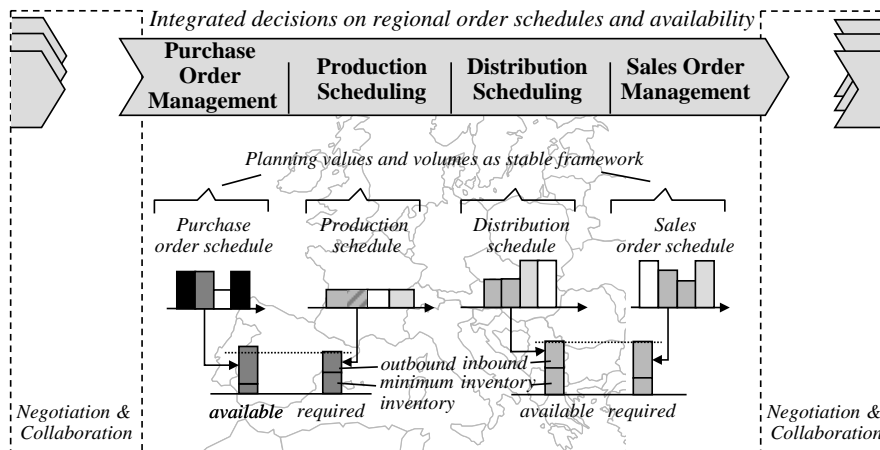 Integrated decisions on regional order schedules and availability
Purchase
Order
Management
Production
Scheduling
Distribution
Scheduling
Sales Order
Management
Planning values and volumes as stable framework
Purchase
order schedule
Production
schedule
Distribution
schedule
Sales
order schedule
outbound inbound
minimum inventory
inventory
available required
available required
Negotiation &
Collaboration
Negotiation &
Collaboration